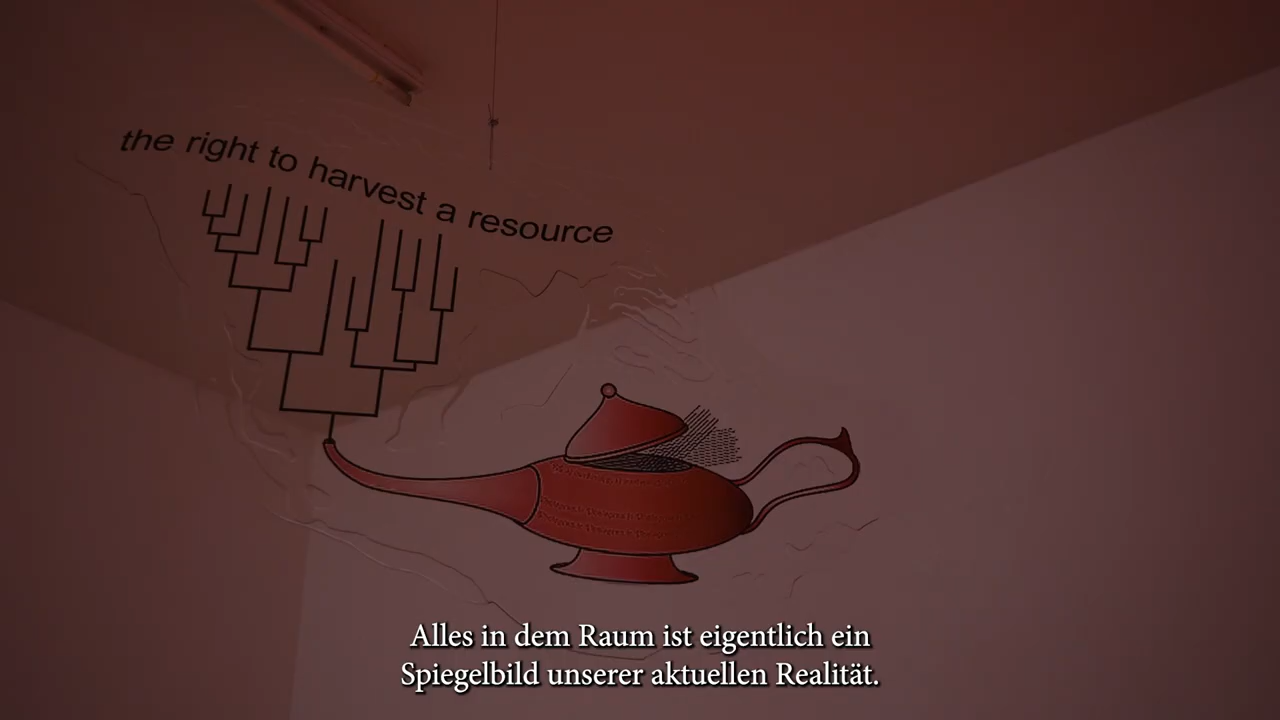 the right to harvest a resource
Alles in dem Raum ist eigentlich ein
Spiegelbild unserer aktuellen Realität.